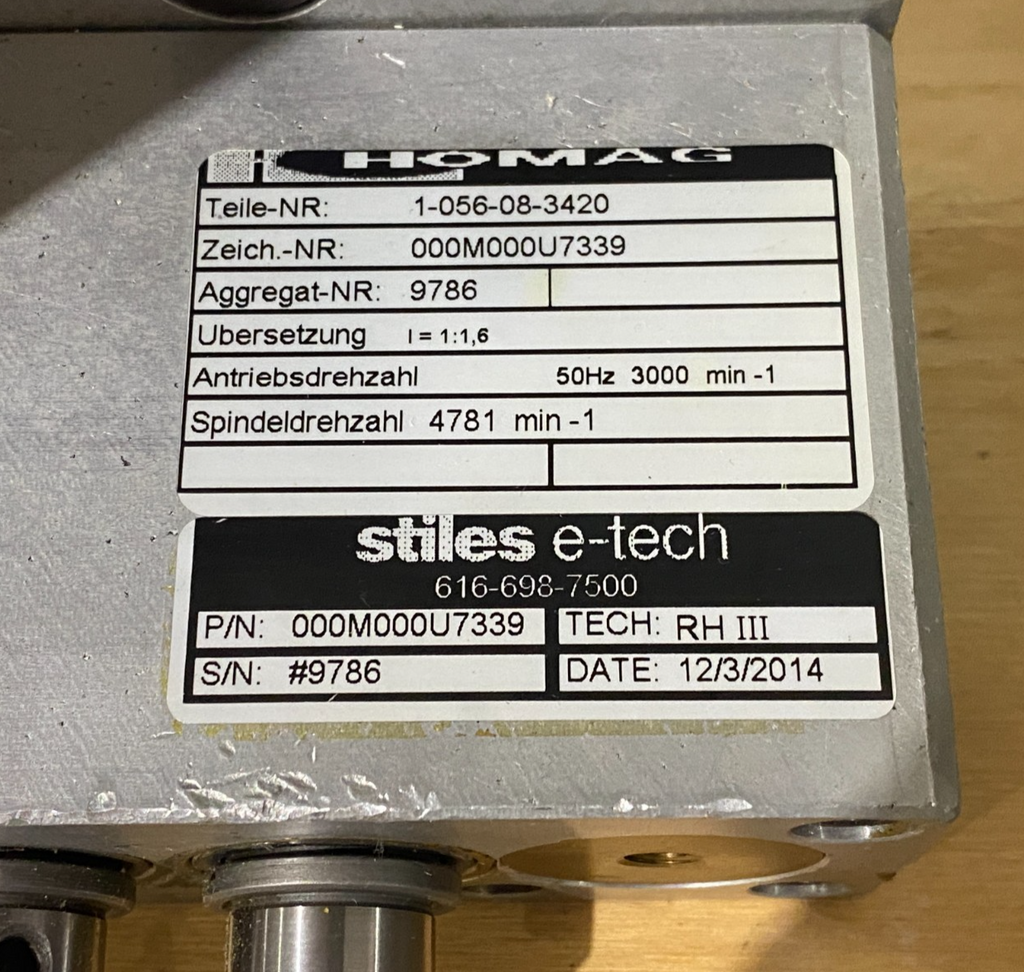 HOMAG
Teile-NR: 1-056-08-3420
Zeich.-NR: 000M000U7339
Aggregat-NR: 9786
Ubersetzung I = 1:1,6
Antriebsdrehzahl 50Hz 3000 min -1
Spindeldrehzahl 4781 min -1
stiles e-tech
616-698-7500
P/N: 000M000U7339 TECH: RH III
S/N: #9786 DATE: 12/3/2014